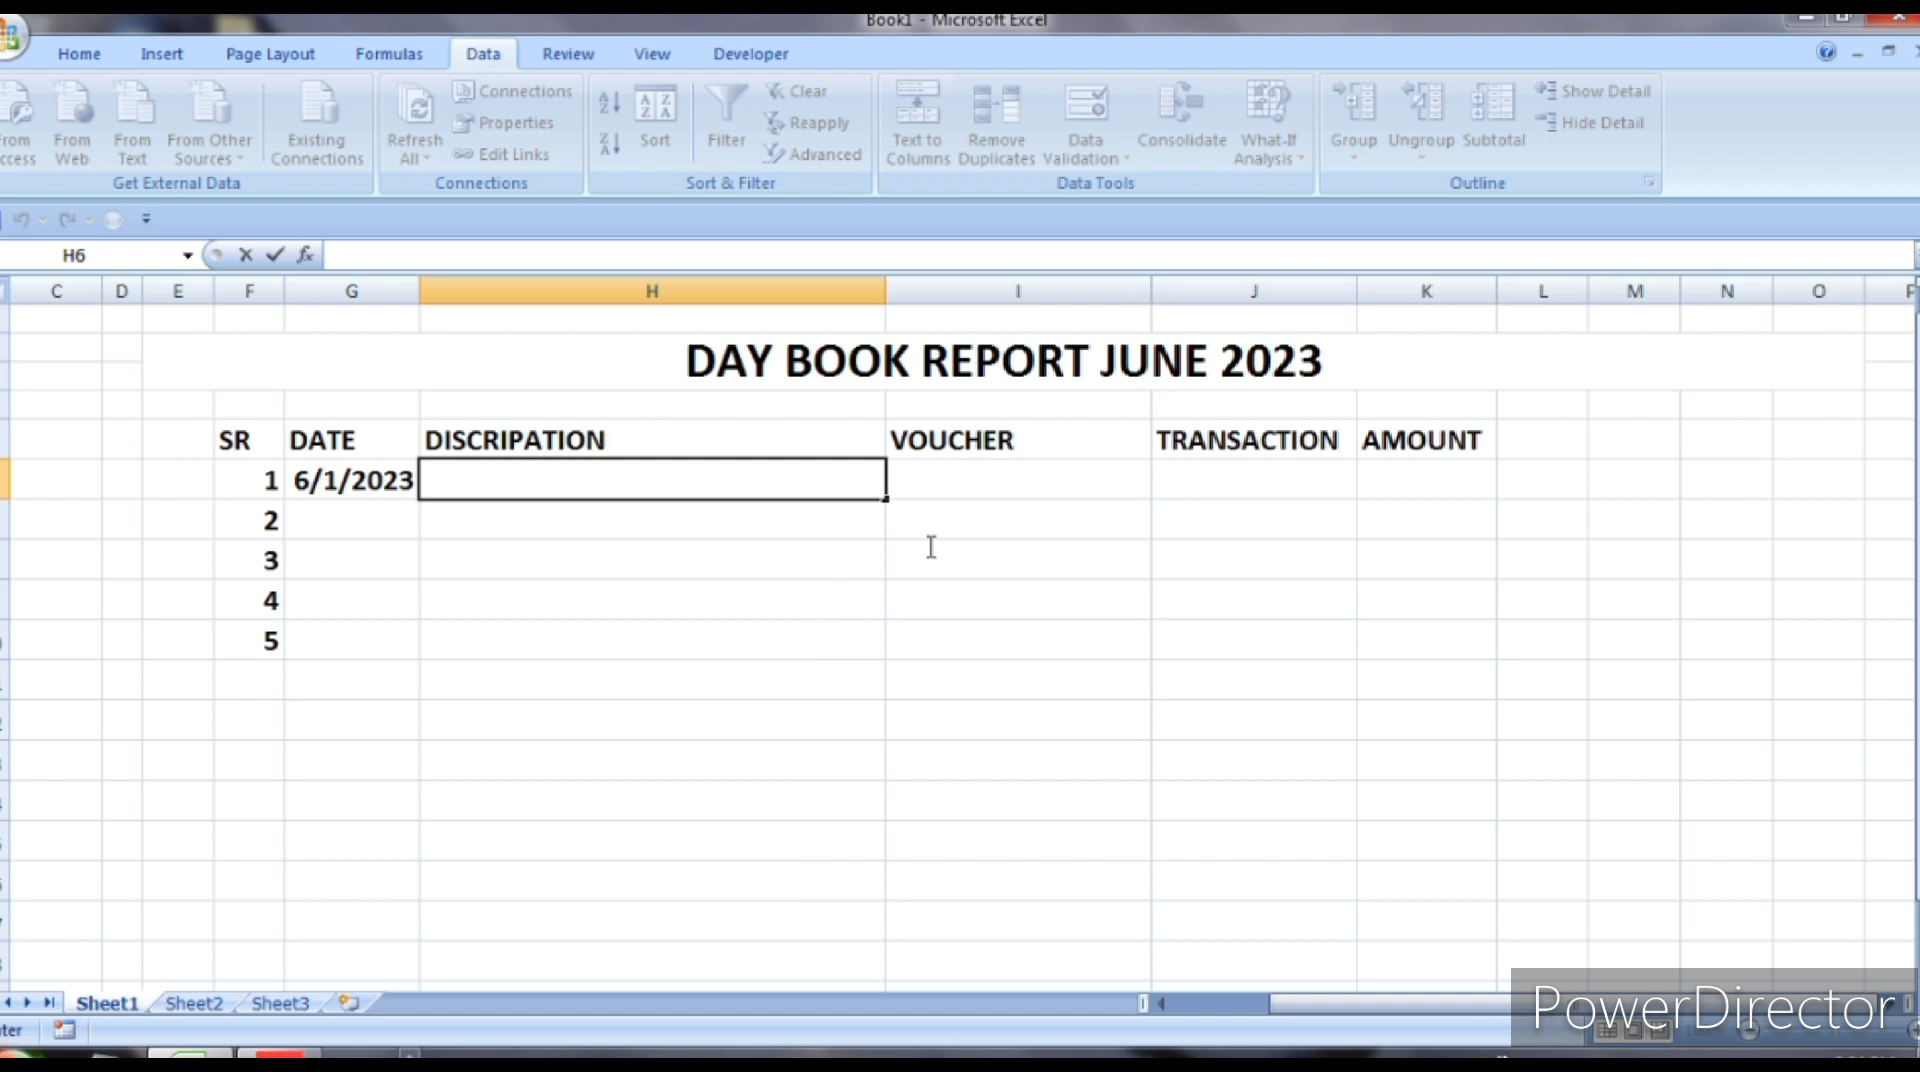 Book1 - Microsoft Excel
Home Insert Page Layout Formulas Data Review View Developer
From Access From Web From Text From Other Sources Existing Connections
Get External Data
Refresh All Connections Properties Edit Links
Connections
Sort Filter Clear Reapply Advanced
Sort & Filter
Text to Columns Remove Duplicates Data Validation Consolidate What-If Analysis
Data Tools
Group Ungroup Subtotal Show Detail Hide Detail
Outline
H6 fx
C D E F G H I J K L M N O P
DAY BOOK REPORT JUNE 2023
SR DATE DISCRIPATION VOUCHER TRANSACTION AMOUNT
1 6/1/2023
2
3
4
5
Sheet1 Sheet2 Sheet3
PowerDirector